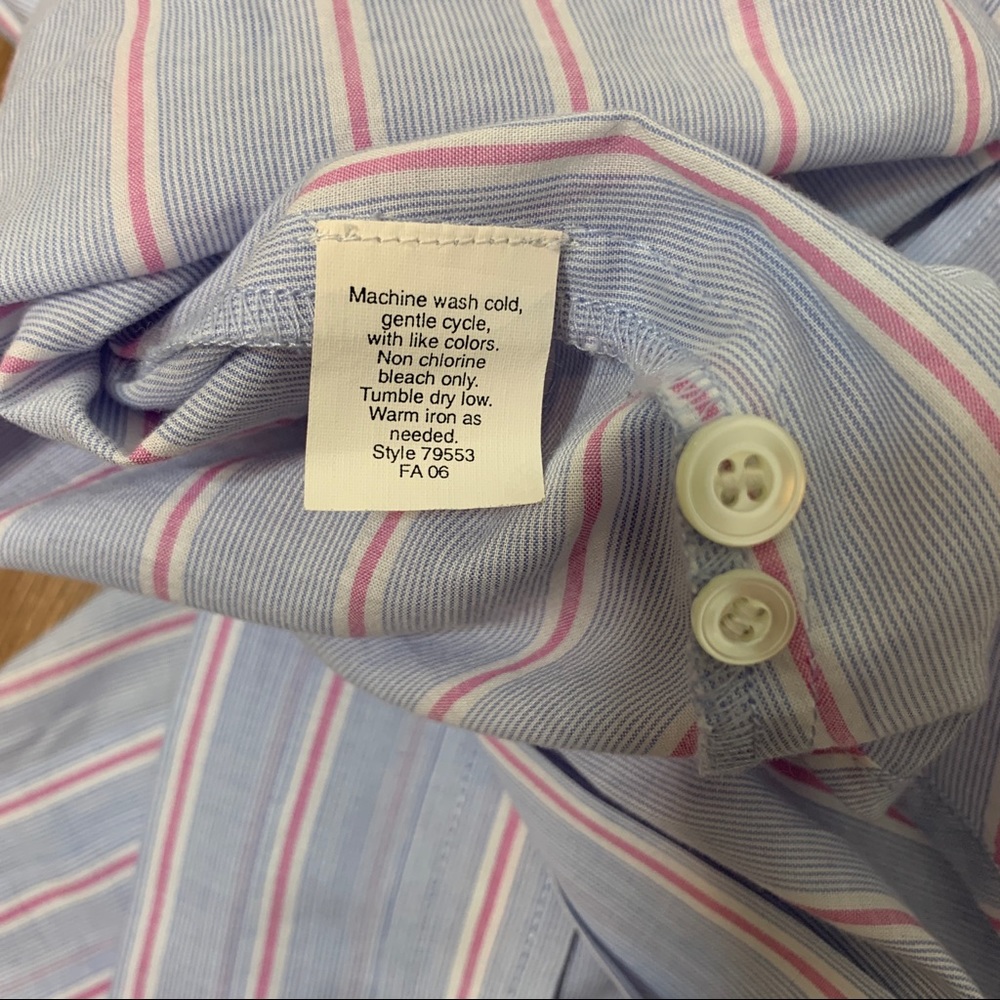 Machine wash cold,
gentle cycle,
with like colors.
Non chlorine
bleach only.
Tumble dry low.
Warm iron as
needed.
Style 79553
FA 06